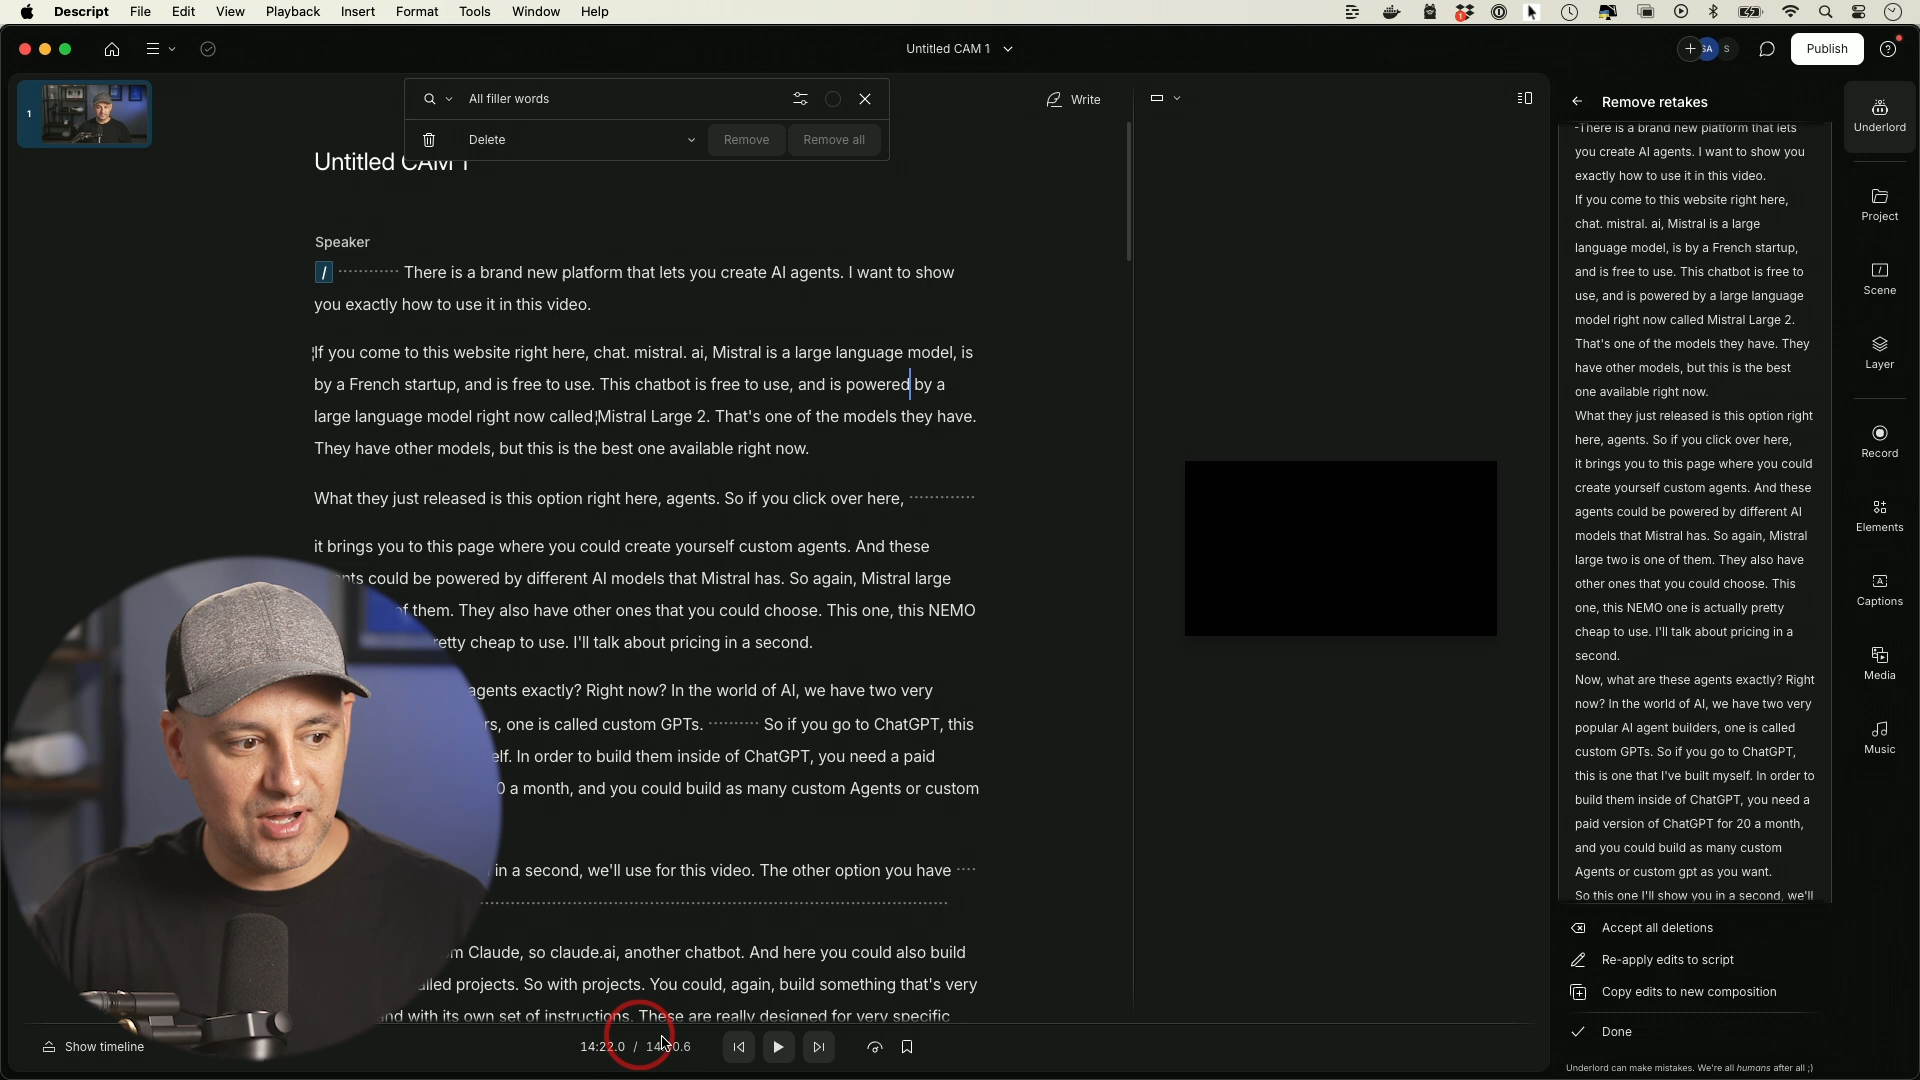 Descript File Edit View Playback Insert Format Tools Window Help
Untitled CAM 1
SA S
Publish
1
All filler words
Delete
Remove Remove all
Write
Untitled CAM 1
Speaker
/ There is a brand new platform that lets you create AI agents. I want to show
you exactly how to use it in this video.
If you come to this website right here, chat. mistral. ai, Mistral is a large language model, is
by a French startup, and is free to use. This chatbot is free to use, and is powered by a
large language model right now called Mistral Large 2. That's one of the models they have.
They have other models, but this is the best one available right now.
What they just released is this option right here, agents. So if you click over here,
it brings you to this page where you could create yourself custom agents. And these
could be powered by different AI models that Mistral has. So again, Mistral large
of them. They also have other ones that you could choose. This one, this NEMO
cheap to use. I'll talk about pricing in a second.
agents exactly? Right now? In the world of AI, we have two very
one is called custom GPTs. So if you go to ChatGPT, this
In order to build them inside of ChatGPT, you need a paid
a month, and you could build as many custom Agents or custom
in a second, we'll use for this video. The other option you have
Claude, so claude.ai, another chatbot. And here you could also build
projects. So with projects. You could, again, build something that's very
with its own set of instructions. These are really designed for very specific
Show timeline
14:22.0 /
Remove retakes
-There is a brand new platform that lets
you create AI agents. I want to show you
exactly how to use it in this video.
If you come to this website right here,
chat. mistral. ai, Mistral is a large
language model, is by a French startup,
and is free to use. This chatbot is free to
use, and is powered by a large language
model right now called Mistral Large 2.
That's one of the models they have. They
have other models, but this is the best
one available right now.
What they just released is this option right
here, agents. So if you click over here,
it brings you to this page where you could
create yourself custom agents. And these
agents could be powered by different AI
models that Mistral has. So again, Mistral
large two is one of them. They also have
other ones that you could choose. This
one, this NEMO one is actually pretty
cheap to use. I'll talk about pricing in a
second.
Now, what are these agents exactly? Right
now? In the world of AI, we have two very
popular AI agent builders, one is called
custom GPTs. So if you go to ChatGPT,
this is one that I've built myself. In order to
build them inside of ChatGPT, you need a
paid version of ChatGPT for 20 a month,
and you could build as many custom
Agents or custom gpt as you want.
So this one I'll show you in a second, we'll
Accept all deletions
Re-apply edits to script
Copy edits to new composition
Done
Underlord can make mistakes. We're all humans after all ;)
Underlord
Project
Scene
Layer
Record
Elements
Captions
Media
Music